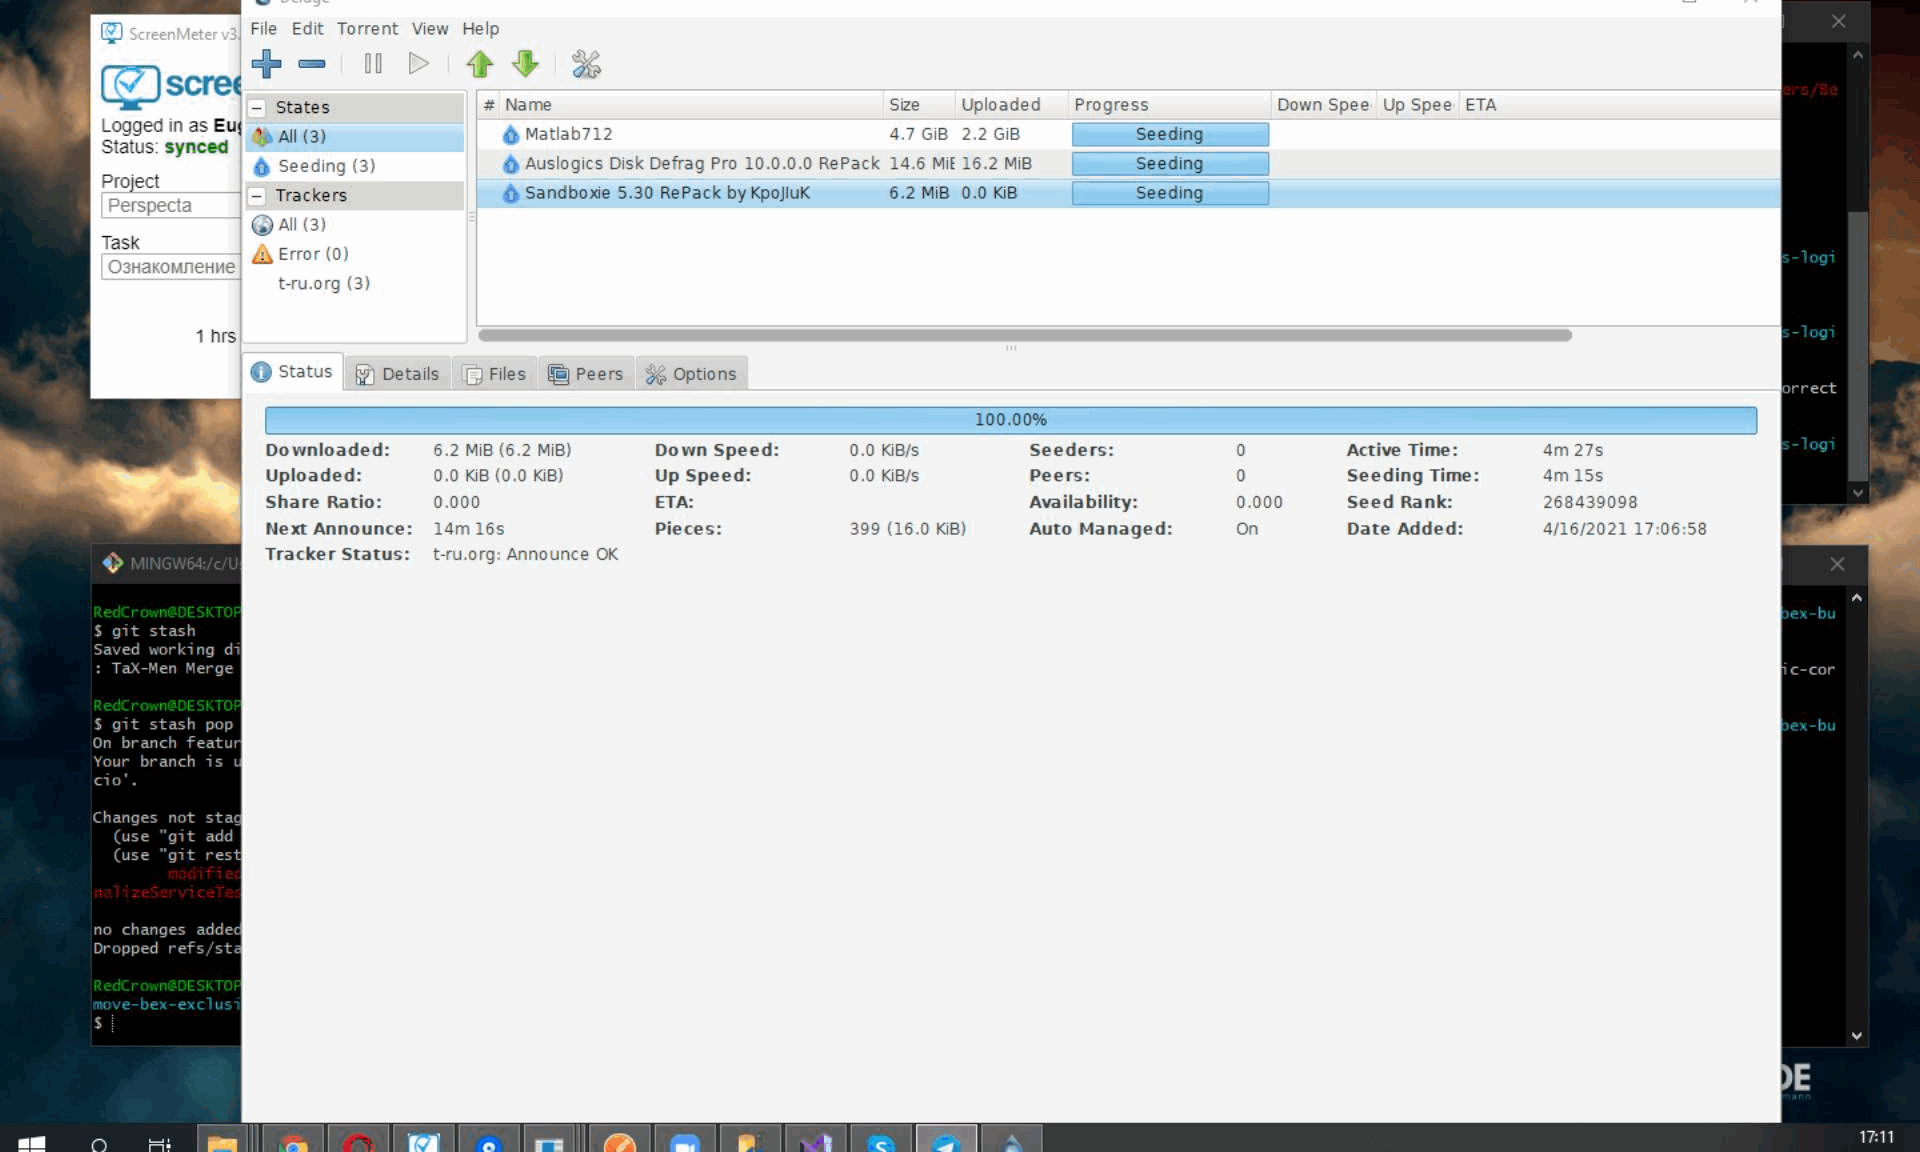 ScreenMeter v3.
scree
Logged in as Eug
Status: synced
Project
Perspecta
Task
Ознакомление
1 hrs
File Edit Torrent View Help
States
All (3)
Seeding (3)
Trackers
All (3)
Error (0)
t-ru.org (3)
# Name Size Uploaded Progress Down Spee Up Spee ETA
Matlab712 4.7 GiB 2.2 GiB Seeding
Auslogics Disk Defrag Pro 10.0.0.0 RePack 14.6 MiE 16.2 MiB Seeding
Sandboxie 5.30 RePack by KpoJIuK 6.2 MiB 0.0 KiB Seeding
Status Details Files Peers Options
100.00%
Downloaded: 6.2 MiB (6.2 MiB) Down Speed: 0.0 KiB/s Seeders: 0 Active Time: 4m 27s
Uploaded: 0.0 KiB (0.0 KiB) Up Speed: 0.0 KiB/s Peers: 0 Seeding Time: 4m 15s
Share Ratio: 0.000 ETA: Availability: 0.000 Seed Rank: 268439098
Next Announce: 14m 16s Pieces: 399 (16.0 KiB) Auto Managed: On Date Added: 4/16/2021 17:06:58
Tracker Status: t-ru.org: Announce OK
ers/Be
s-logi
s-logi
orrect
s-logi
MINGW64:/c/U
RedCrown@DESKTOP
$ git stash
Saved working di
: TaX-Men Merge
RedCrown@DESKTOP
$ git stash pop
On branch featur
Your branch is u
cio'.
Changes not stag
(use "git add
(use "git rest
modified
nalizeServiceTes
no changes added
Dropped refs/sta
RedCrown@DESKTOP
move-bex-exclusi
$
bex-bu
ic-cor
bex-bu
DE
mann
17:11